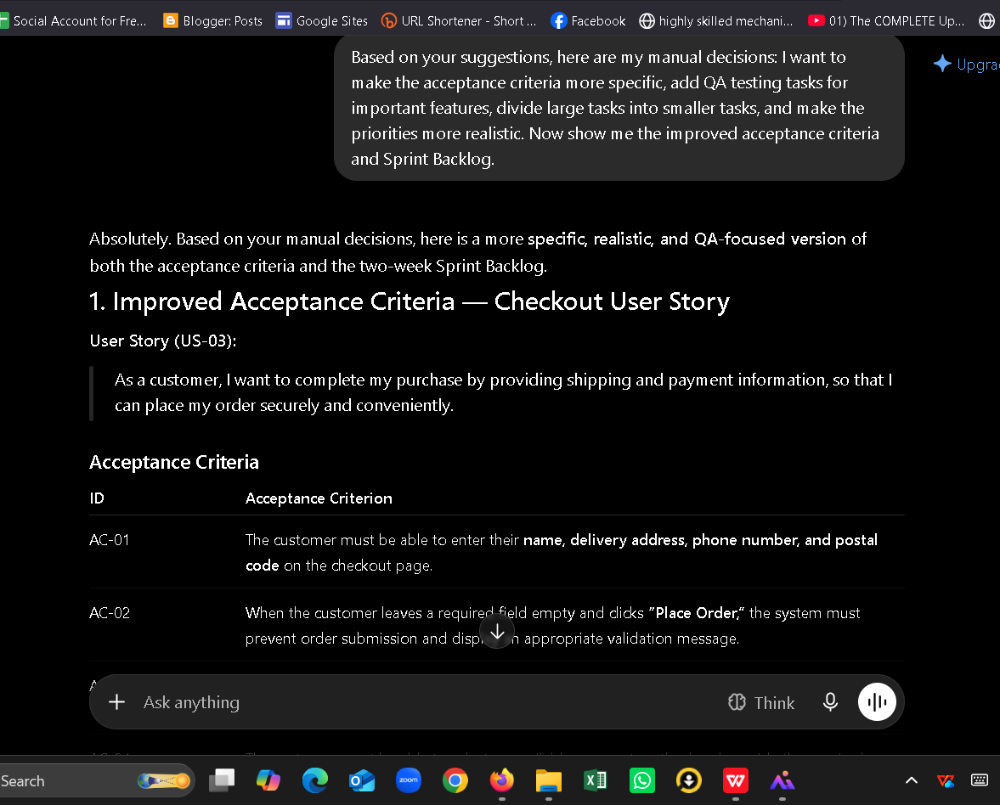 Social Account for Fre...
Blogger: Posts
Google Sites
URL Shortener - Short ...
Facebook
highly skilled mechani...
01) The COMPLETE Up...
Based on your suggestions, here are my manual decisions: I want to
make the acceptance criteria more specific, add QA testing tasks for
important features, divide large tasks into smaller tasks, and make the
priorities more realistic. Now show me the improved acceptance criteria
and Sprint Backlog.
Upgra
Absolutely. Based on your manual decisions, here is a more specific, realistic, and QA-focused version of
both the acceptance criteria and the two-week Sprint Backlog.
1. Improved Acceptance Criteria — Checkout User Story
User Story (US-03):
As a customer, I want to complete my purchase by providing shipping and payment information, so that I
can place my order securely and conveniently.
Acceptance Criteria
ID Acceptance Criterion
AC-01 The customer must be able to enter their name, delivery address, phone number, and postal
code on the checkout page.
AC-02 When the customer leaves a required field empty and clicks “Place Order,” the system must
prevent order submission and disp n appropriate validation message.
Ask anything
Think
Search
zoom